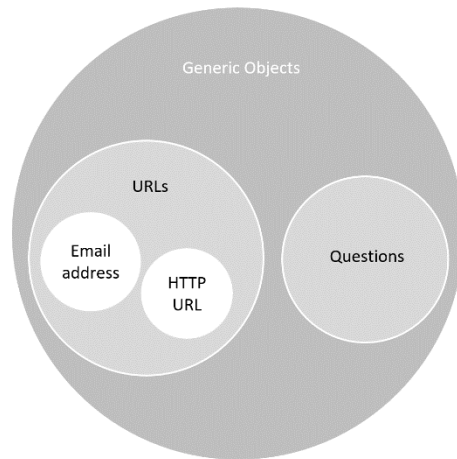 Generic Objects
URLs
Email
address
HTTP
URL
Questions